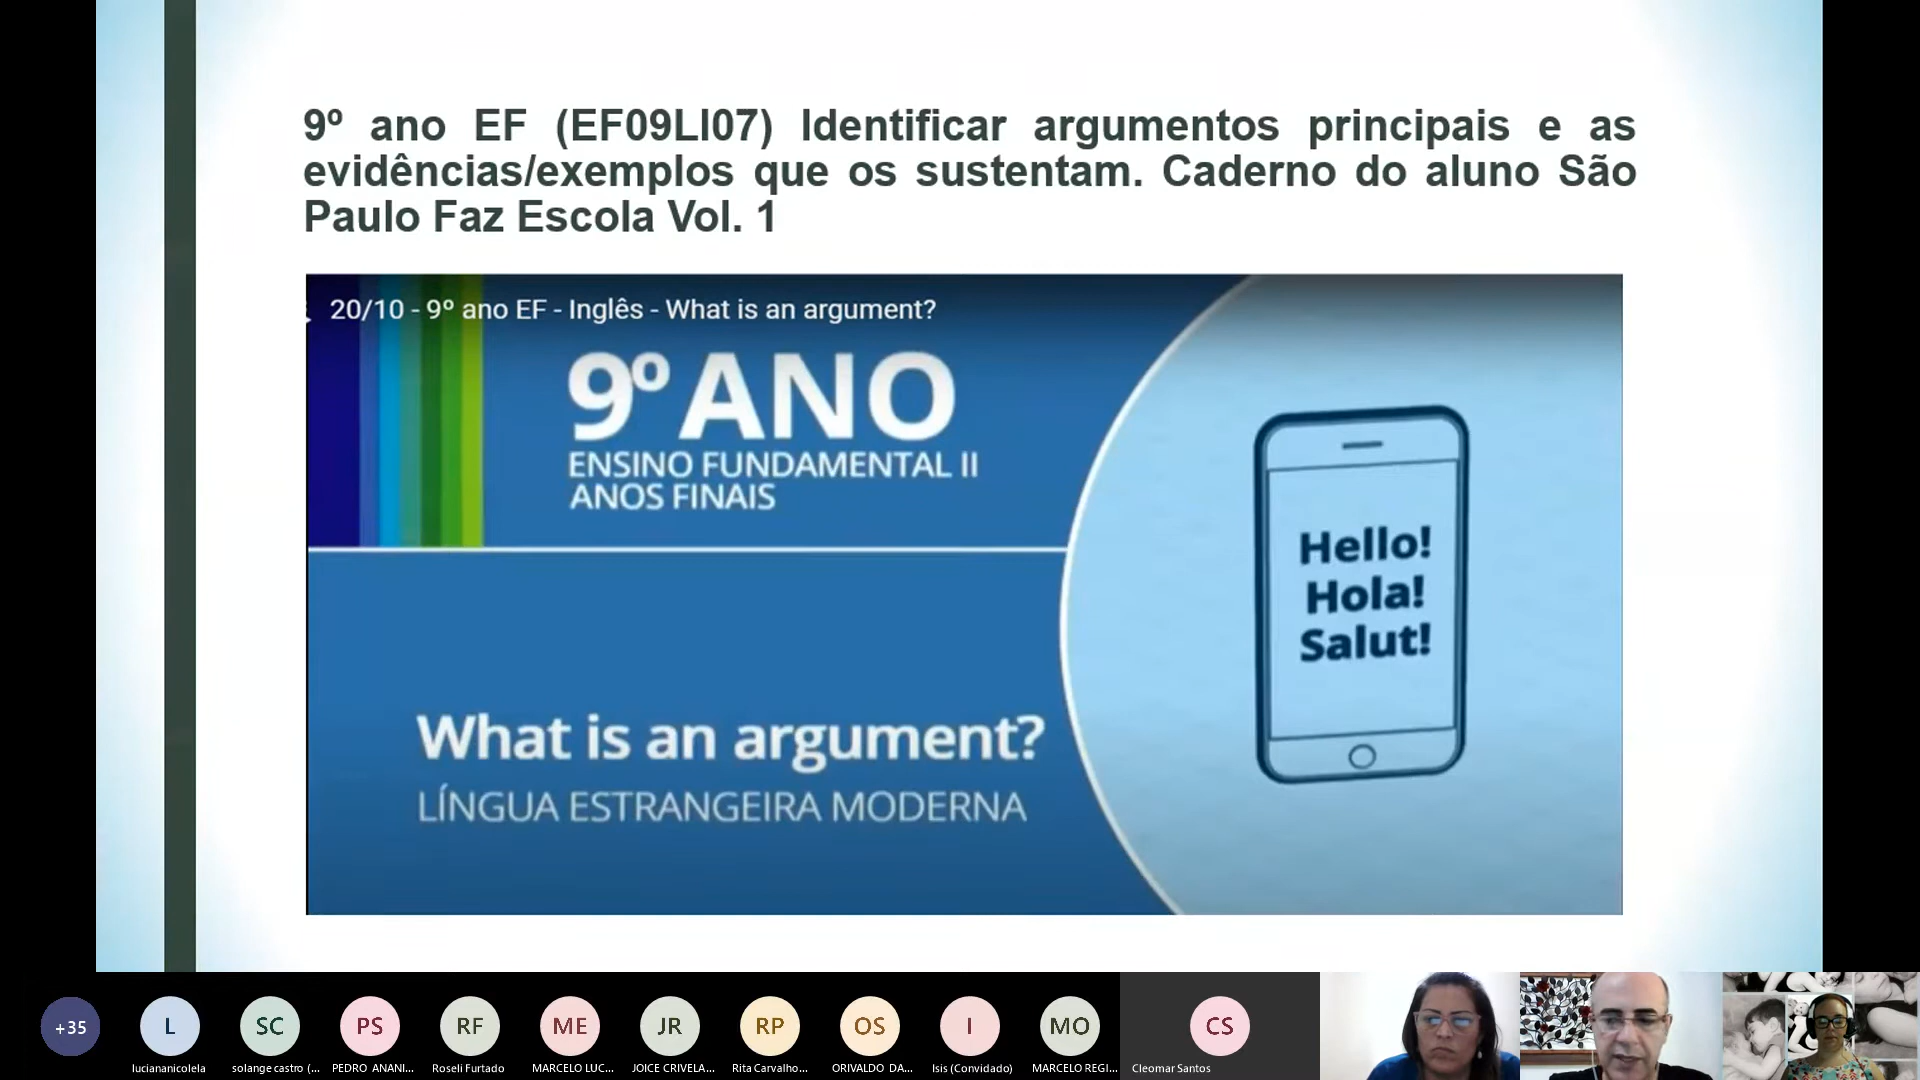 9º ano EF (EF09LI07) Identificar argumentos principais e as
evidências/exemplos que os sustentam. Caderno do aluno São
Paulo Faz Escola Vol. 1
20/10 - 9º ano EF - Inglês - What is an argument?
9º ANO
ENSINO FUNDAMENTAL II
ANOS FINAIS
Hello!
Hola!
Salut!
What is an argument?
LÍNGUA ESTRANGEIRA MODERNA
+35
L
SC
PS
RF
ME
JR
RP
OS
I
MO
CS
luciananicolela
solange castro (...
PEDRO ANANI...
Roseli Furtado
MARCELO LUC...
JOICE CRIVELA...
Rita Carvalho...
ORIVALDO DA...
Isis (Convidado)
MARCELO REGI...
Cleomar Santos